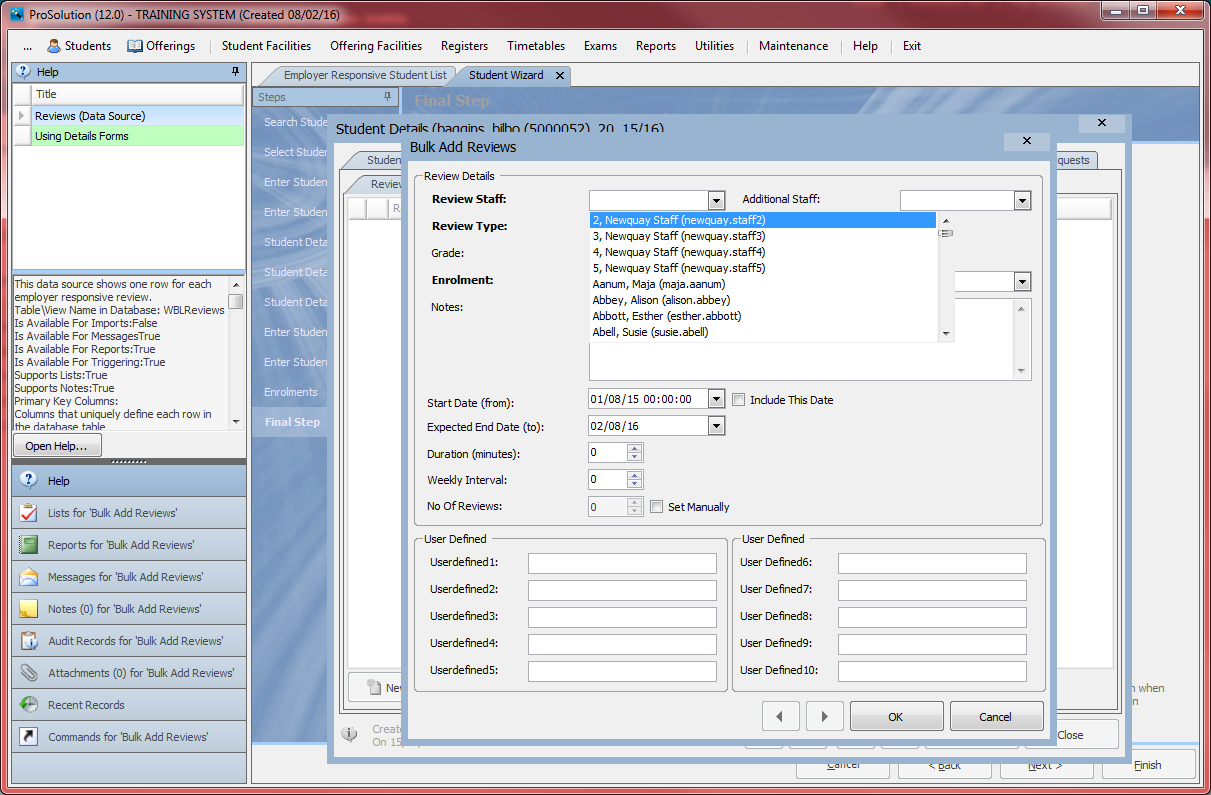 ProSolution (12.0) - TRAINING SYSTEM (Created 08/02/16)
... Students Offerings Student Facilities Offering Facilities Registers Timetables Exams Reports Utilities Maintenance Help Exit
Help
Title
Reviews (Data Source)
Using Details Forms
This data source shows one row for each
employer responsive review.
Table\View Name in Database: WBLReviews
Is Available For Imports:False
Is Available For MessagesTrue
Is Available For Reports:True
Is Available For Triggering:True
Supports Lists:True
Supports Notes:True
Primary Key Columns:
Columns that uniquely define each row in
the database table
Open Help...
Help
Lists for 'Bulk Add Reviews'
Reports for 'Bulk Add Reviews'
Messages for 'Bulk Add Reviews'
Notes (0) for 'Bulk Add Reviews'
Audit Records for 'Bulk Add Reviews'
Attachments (0) for 'Bulk Add Reviews'
Recent Records
Commands for 'Bulk Add Reviews'
Employer Responsive Student List
Student Wizard
Steps
Final Step
Search Stude
Select Studen
Enter Studen
Enter Studen
Student Deta
Student Deta
Student Deta
Enter Studen
Enter Studen
Enrolments
Final Step
Student Details (baggins, bilbo (5000052), 20, 15/16)
Studen
quests
Review
R
New
Create
On 15
n when
n
Close
Cancel
< Back
Next >
Finish
Bulk Add Reviews
Review Details
Review Staff:
Additional Staff:
Review Type:
Grade:
Enrolment:
Notes:
2, Newquay Staff (newquay.staff2)
3, Newquay Staff (newquay.staff3)
4, Newquay Staff (newquay.staff4)
5, Newquay Staff (newquay.staff5)
Aanum, Maja (maja.aanum)
Abbey, Alison (alison.abbey)
Abbott, Esther (esther.abbott)
Abell, Susie (susie.abell)
Start Date (from): 01/08/15 00:00:00 Include This Date
Expected End Date (to): 02/08/16
Duration (minutes): 0
Weekly Interval: 0
No Of Reviews: 0 Set Manually
User Defined
Userdefined1:
Userdefined2:
Userdefined3:
Userdefined4:
Userdefined5:
User Defined
User Defined6:
User Defined7:
User Defined8:
User Defined9:
User Defined10:
OK
Cancel